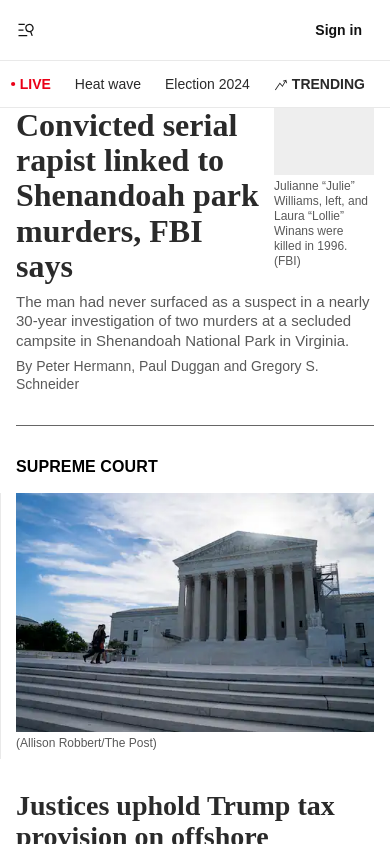 Sign in
• LIVE Heat wave Election 2024 TRENDING
Convicted serial
rapist linked to
Shenandoah park
murders, FBI
says
Julianne “Julie”
Williams, left, and
Laura “Lollie”
Winans were
killed in 1996.
(FBI)
The man had never surfaced as a suspect in a nearly
30-year investigation of two murders at a secluded
campsite in Shenandoah National Park in Virginia.
By Peter Hermann, Paul Duggan and Gregory S.
Schneider
SUPREME COURT
(Allison Robbert/The Post)
Justices uphold Trump tax
provision on offshore